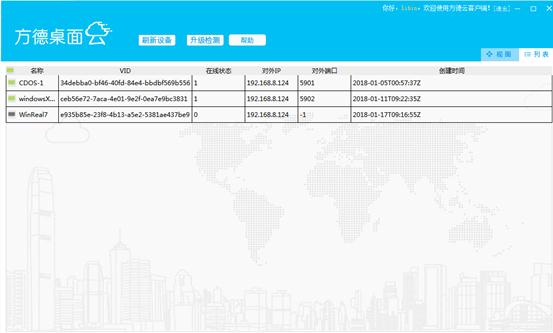 你好，libin，欢迎使用方德云客户端！[退出]
方德桌面云
刷新设备 升级检测 帮助
视图 列表
名称 VID 在线状态 对外IP 对外端口 创建时间
CDOS-1 34debba0-bf46-40fd-84e4-bbdbf569b556 1 192.168.8.124 5901 2018-01-05T00:57:37Z
windowsX... ceb56e72-7aca-4e01-9e2f-0ea7e9bc3831 1 192.168.8.124 5902 2018-01-11T09:22:35Z
WinReal7 e935b85e-23f8-4b13-a5e2-5381ae437be9 0 192.168.8.124 -1 2018-01-17T09:16:55Z